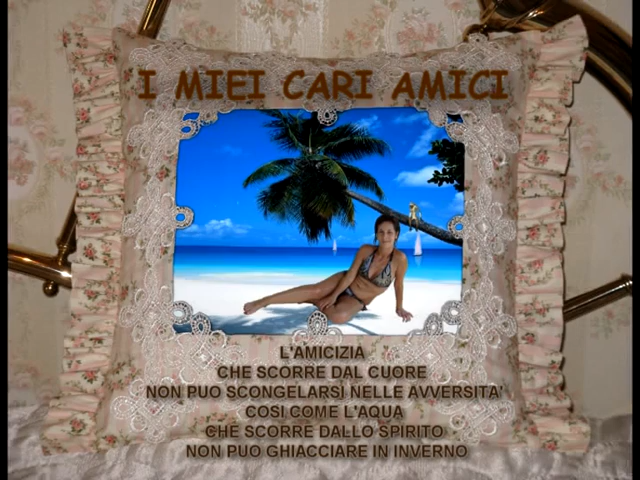 I MIEI CARI AMICI
L'AMICIZIA
CHE SCORRE DAL CUORE
NON PUO SCONGELARSI NELLE AVVERSITA'
COSI COME L'AQUA
CHE SCORRE DALLO SPIRITO
NON PUO GHIACCIARE IN INVERNO